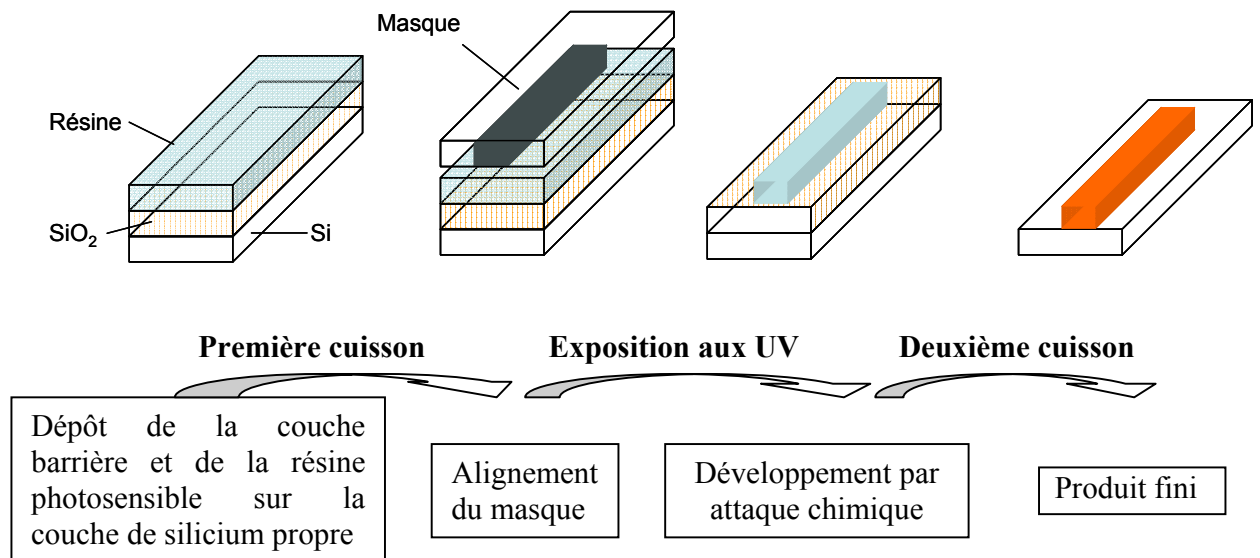 Masque
Résine
SiO2
Si
Première cuisson
Exposition aux UV
Deuxième cuisson
Dépôt de la couche
barrière et de la résine
photosensible sur la
couche de silicium propre
Alignement
du masque
Développement par
attaque chimique
Produit fini